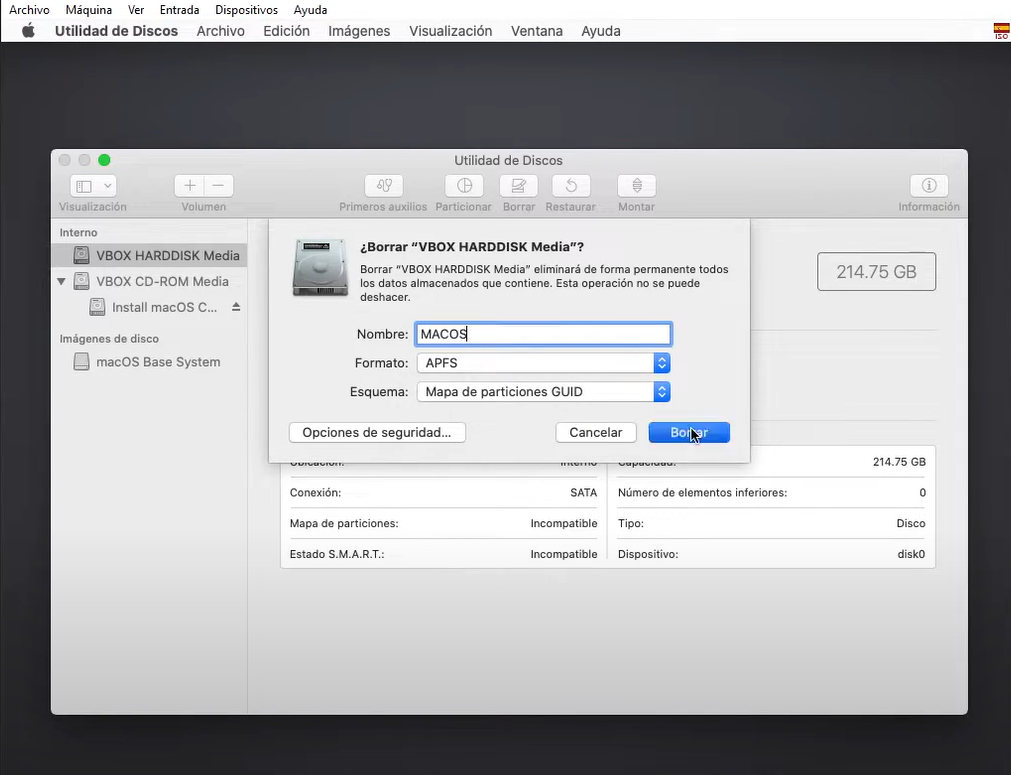 Archivo Máquina Ver Entrada Dispositivos Ayuda
Utilidad de Discos Archivo Edición Imágenes Visualización Ventana Ayuda
ISO
Utilidad de Discos
Visualización Volumen Primeros auxilios Particionar Borrar Restaurar Montar Información
Interno
VBOX HARDDISK Media
VBOX CD-ROM Media
Install macOS C...
Imágenes de disco
macOS Base System
¿Borrar “VBOX HARDDISK Media”?
Borrar “VBOX HARDDISK Media” eliminará de forma permanente todos
los datos almacenados que contiene. Esta operación no se puede
deshacer.
Nombre: MACOS
Formato: APFS
Esquema: Mapa de particiones GUID
Opciones de seguridad... Cancelar Borrar
214.75 GB
Ubicación: Interno Capacidad: 214.75 GB
Conexión: SATA Número de elementos inferiores: 0
Mapa de particiones: Incompatible Tipo: Disco
Estado S.M.A.R.T.: Incompatible Dispositivo: disk0